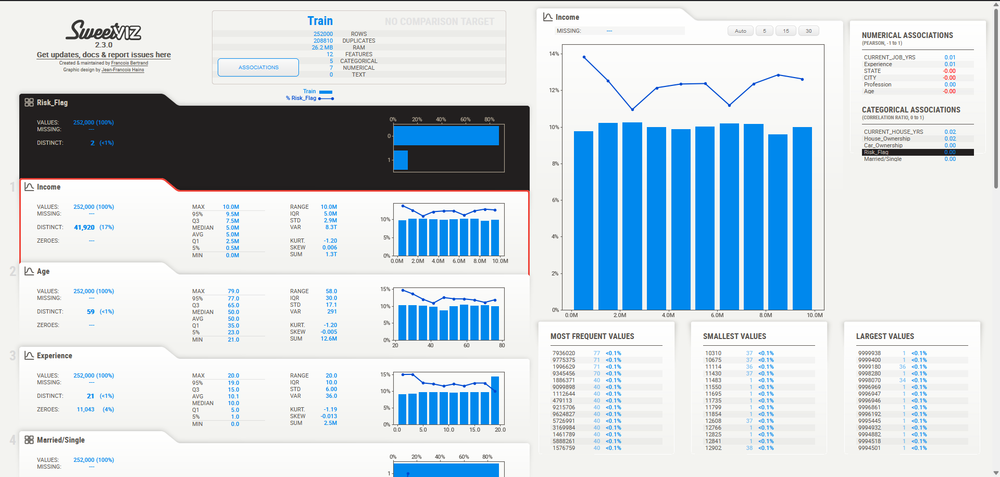 SweetVIZ
2.3.0
Get updates, docs & report issues here
Created & maintained by Francois Bertrand
Graphic design by Jean-Francois Hains
Train NO COMPARISON TARGET
252000 ROWS
208810 DUPLICATES
26.2 MB RAM
12 FEATURES
5 CATEGORICAL
7 NUMERICAL
0 TEXT
ASSOCIATIONS
Train
% Risk_Flag
Risk_Flag
VALUES: 252,000 (100%)
MISSING: ---
DISTINCT: 2 (<1%)
0% 20% 40% 60% 80%
0
1
1
Income
VALUES: 252,000 (100%)
MISSING: ---
DISTINCT: 41,920 (17%)
ZEROES: ---
MAX 10.0M
95% 9.5M
Q3 7.5M
MEDIAN 5.0M
AVG 5.0M
Q1 2.5M
5% 0.5M
MIN 0.0M
RANGE 10.0M
IQR 5.0M
STD 2.9M
VAR 8.3T
KURT. -1.20
SKEW 0.006
SUM 1.3T
10%
5%
0%
0.0M 2.0M 4.0M 6.0M 8.0M 10.0M
2
Age
VALUES: 252,000 (100%)
MISSING: ---
DISTINCT: 59 (<1%)
ZEROES: ---
MAX 79.0
95% 77.0
Q3 65.0
MEDIAN 50.0
AVG 50.0
Q1 35.0
5% 23.0
MIN 21.0
RANGE 58.0
IQR 30.0
STD 17.1
VAR 291
KURT. -1.20
SKEW -0.005
SUM 12.6M
15%
10%
5%
0%
20 40 60 80
3
Experience
VALUES: 252,000 (100%)
MISSING: ---
DISTINCT: 21 (<1%)
ZEROES: 11,043 (4%)
MAX 20.0
95% 19.0
Q3 15.0
AVG 10.1
MEDIAN 10.0
Q1 5.0
5% 1.0
MIN 0.0
RANGE 20.0
IQR 10.0
STD 6.00
VAR 36.0
KURT. -1.19
SKEW -0.013
SUM 2.5M
15%
10%
5%
0%
0.0 5.0 10.0 15.0 20.0
4
Married/Single
VALUES: 252,000 (100%)
MISSING: ---
0% 20% 40% 60% 80%
1
Income
MISSING: ---
Auto 5 15 30
14%
12%
10%
8%
6%
4%
2%
0%
0.0M 2.0M 4.0M 6.0M 8.0M 10.0M
NUMERICAL ASSOCIATIONS
(PEARSON, -1 to 1)
CURRENT_JOB_YRS 0.01
Experience 0.01
STATE -0.00
CITY -0.00
Profession 0.00
Age -0.00
CATEGORICAL ASSOCIATIONS
(CORRELATION RATIO, 0 to 1)
CURRENT_HOUSE_YRS 0.02
House_Ownership 0.02
Car_Ownership 0.00
Risk_Flag 0.00
Married/Single 0.00
MOST FREQUENT VALUES
7936020 77 <0.1%
9775375 71 <0.1%
1996629 71 <0.1%
9345456 70 <0.1%
1886371 40 <0.1%
9099898 40 <0.1%
1112644 40 <0.1%
479113 40 <0.1%
9215706 40 <0.1%
9624827 40 <0.1%
5726991 40 <0.1%
3169984 40 <0.1%
1461789 40 <0.1%
5888261 40 <0.1%
1576759 40 <0.1%
SMALLEST VALUES
10310 37 <0.1%
10675 37 <0.1%
11114 36 <0.1%
11430 37 <0.1%
11483 1 <0.1%
11550 1 <0.1%
11695 1 <0.1%
11735 1 <0.1%
11799 1 <0.1%
11854 1 <0.1%
12608 37 <0.1%
12766 1 <0.1%
12825 1 <0.1%
12841 1 <0.1%
12902 38 <0.1%
LARGEST VALUES
9999938 1 <0.1%
9999400 1 <0.1%
9999180 36 <0.1%
9998280 1 <0.1%
9998070 34 <0.1%
9996969 1 <0.1%
9996947 1 <0.1%
9996946 1 <0.1%
9996861 1 <0.1%
9996192 1 <0.1%
9995445 1 <0.1%
9994932 1 <0.1%
9994882 1 <0.1%
9994518 1 <0.1%
9994501 1 <0.1%